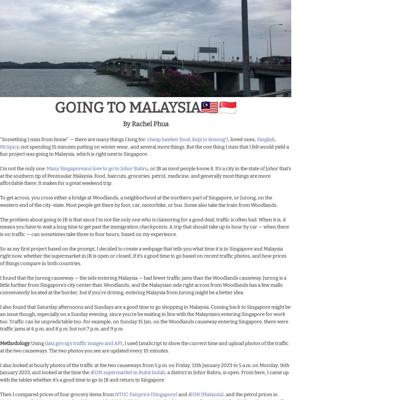 GOING TO MALAYSIA🇲🇾🇸🇬
By Rachel Phua
"Something I miss from home" — there are many things I long for: cheap hawker food, kopi (o kosong!), loved ones, Singlish,
McSpicy, not spending 15 minutes putting on winter wear, and several more. But the one thing I miss that I felt would yield a
fun project was going to Malaysia, which is right next to Singapore.
I'm not the only one. Many Singaporeans love to go to Johor Bahru, or JB as most people know it. It's a city in the state of Johor that's
at the southern tip of Peninsular Malaysia. Food, haircuts, groceries, petrol, medicine, and generally most things are more
affordable there. It makes for a great weekend trip.
To get across, you cross either a bridge at Woodlands, a neighborhood at the northern part of Singapore, or Jurong, on the
western end of the city-state. Most people get there by foot, car, motorbike, or bus. Some also take the train from Woodlands.
The problem about going to JB is that since I'm not the only one who is clamoring for a good deal, traffic is often bad. When it is, it
means you have to wait a long time to get past the immigration checkpoints. A trip that should take up to hour by car — when there
is no traffic — can sometimes take three to four hours, based on my experience.
So as my first project based on the prompt, I decided to create a webpage that tells you what time it is in Singapore and Malaysia
right now, whether the supermarket in JB is open or closed, if it's a good time to go based on recent traffic photos, and how prices
of things compare in both countries.
I found that the Jurong causeway — the side entering Malaysia — had fewer traffic jams than the Woodlands causeway. Jurong is a
little further from Singapore's city center than Woodlands, and the Malaysian side right across from Woodlands has a few malls
conveniently located at the border, but if you're driving, entering Malaysia from Jurong might be a better idea.
I also found that Saturday afternoons and Sundays are a good time to go shopping in Malaysia. Coming back to Singapore might be
an issue though, especially on a Sunday evening, since you're be waiting in line with the Malaysians entering Singapore for work
too. Traffic can be unpredictable too. For example, on Sunday 15 Jan, on the Woodlands causeway entering Singapore, there were
traffic jams at 6 p.m. and 8 p.m. but not 7 p.m. and 9 p.m.
Methodology Using data.gov.sg's traffic images and API, I used JavaScript to show the current time and upload photos of the traffic
at the two causeways. The two photos you see are updated every 10 minutes.
I also looked at hourly photos of the traffic at the two causeways from 5 p.m. on Friday, 13th January 2023 to 5 a.m. on Monday, 16th
January 2023, and looked at the time the ÆON supermarket in Bukit Indah, a district in Johor Bahru, is open. From here, I came up
with the tables whether it's a good time to go to JB and return to Singapore.
Then I compared prices of four grocery items from NTUC Fairprice (Singapore) and ÆON (Malaysia), and the petrol prices in